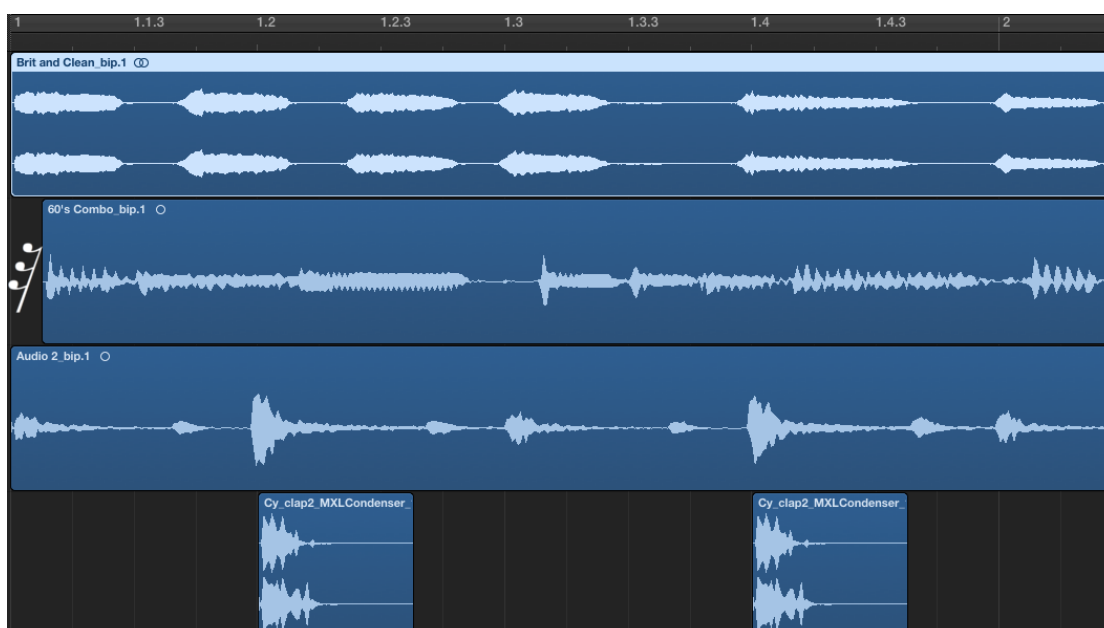 1 1.1.3 1.2 1.2.3 1.3 1.3.3 1.4 1.4.3 2
Brit and Clean_bip.1
60's Combo_bip.1
Audio 2_bip.1
Cy_clap2_MXLCondenser_ Cy_clap2_MXLCondenser_